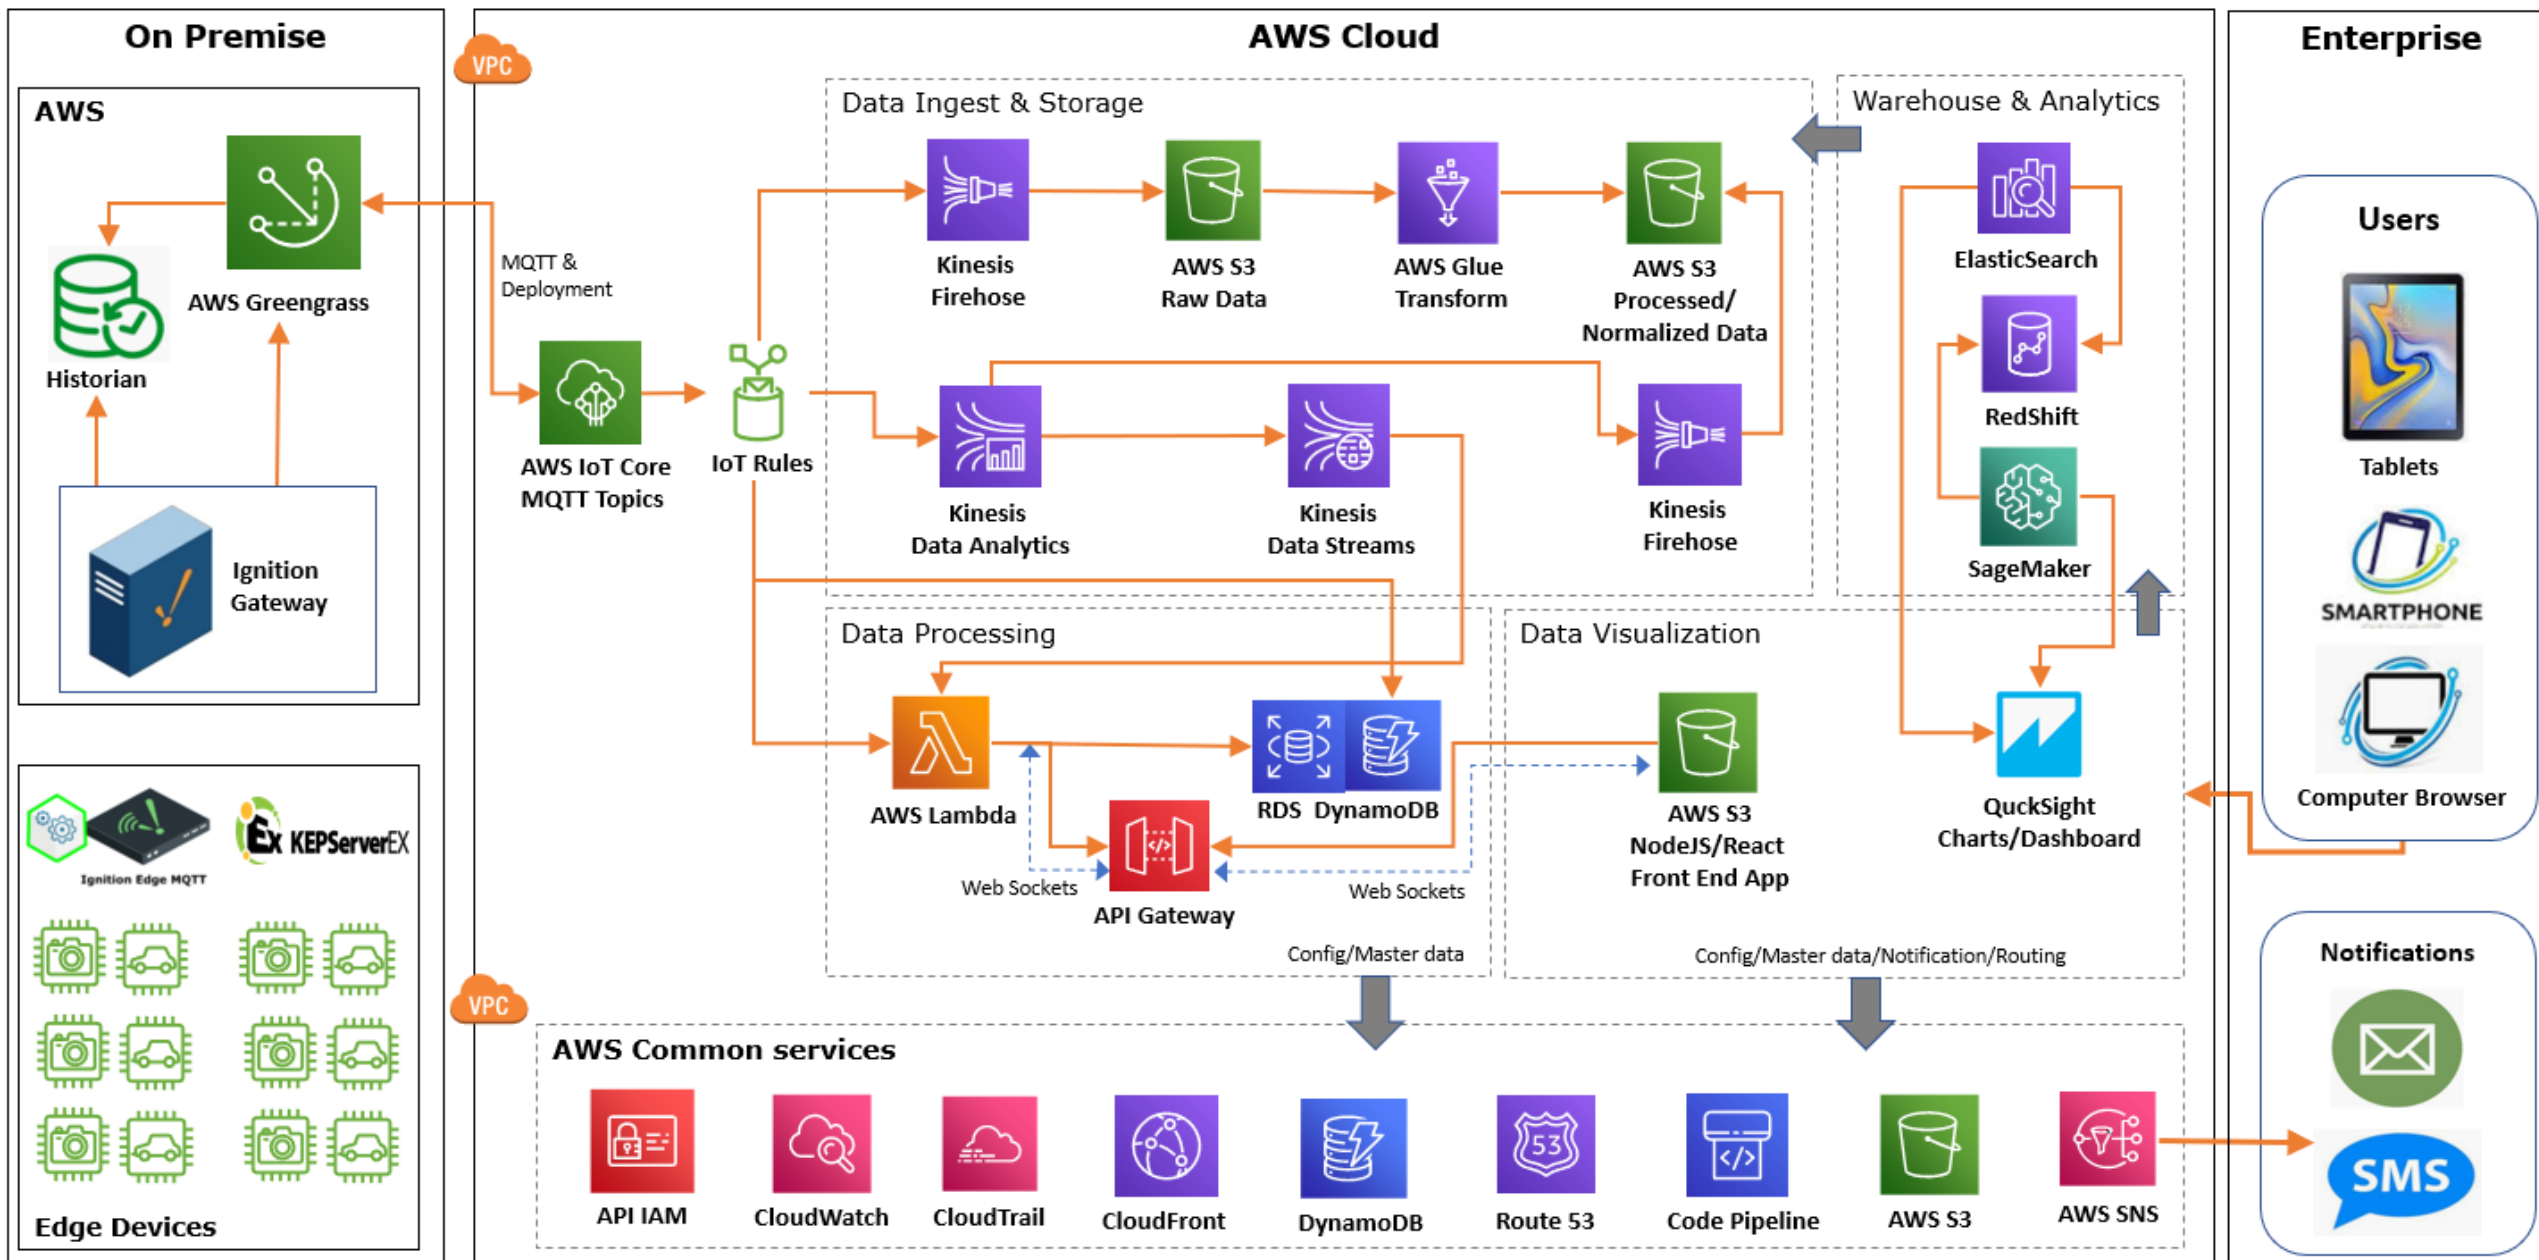 On Premise
AWS
AWS Greengrass
Historian
Ignition
Gateway
Ignition Edge MQTT
Ex KEPServerEX
Edge Devices
VPC
AWS Cloud
MQTT &
Deployment
AWS IoT Core
MQTT Topics
IoT Rules
Data Ingest & Storage
Kinesis
Firehose
AWS S3
Raw Data
AWS Glue
Transform
AWS S3
Processed/
Normalized Data
Kinesis
Data Analytics
Kinesis
Data Streams
Kinesis
Firehose
Warehouse & Analytics
ElasticSearch
RedShift
SageMaker
Data Processing
AWS Lambda
RDS DynamoDB
Web Sockets
API Gateway
Web Sockets
Config/Master data
Data Visualization
AWS S3
NodeJS/React
Front End App
QuckSight
Charts/Dashboard
Config/Master data/Notification/Routing
VPC
AWS Common services
API IAM
CloudWatch
CloudTrail
CloudFront
DynamoDB
53
Route 53
Code Pipeline
AWS S3
AWS SNS
Enterprise
Users
Tablets
SMARTPHONE
Computer Browser
Notifications
SMS